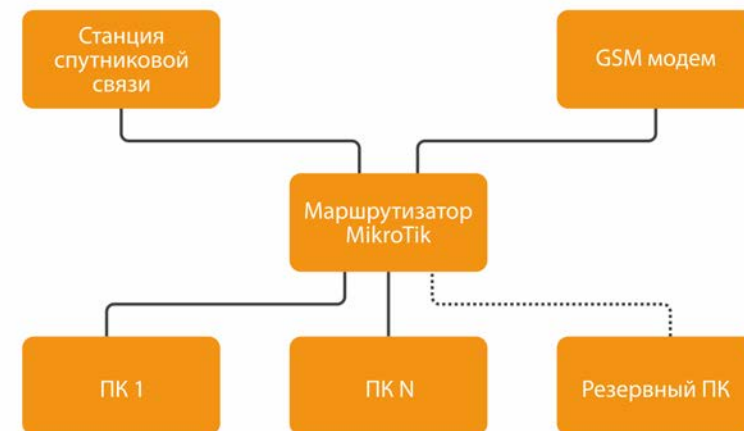 Станция
спутниковой
связи
GSM модем
Маршрутизатор
MikroTik
ПК 1
ПК N
Резервный ПК